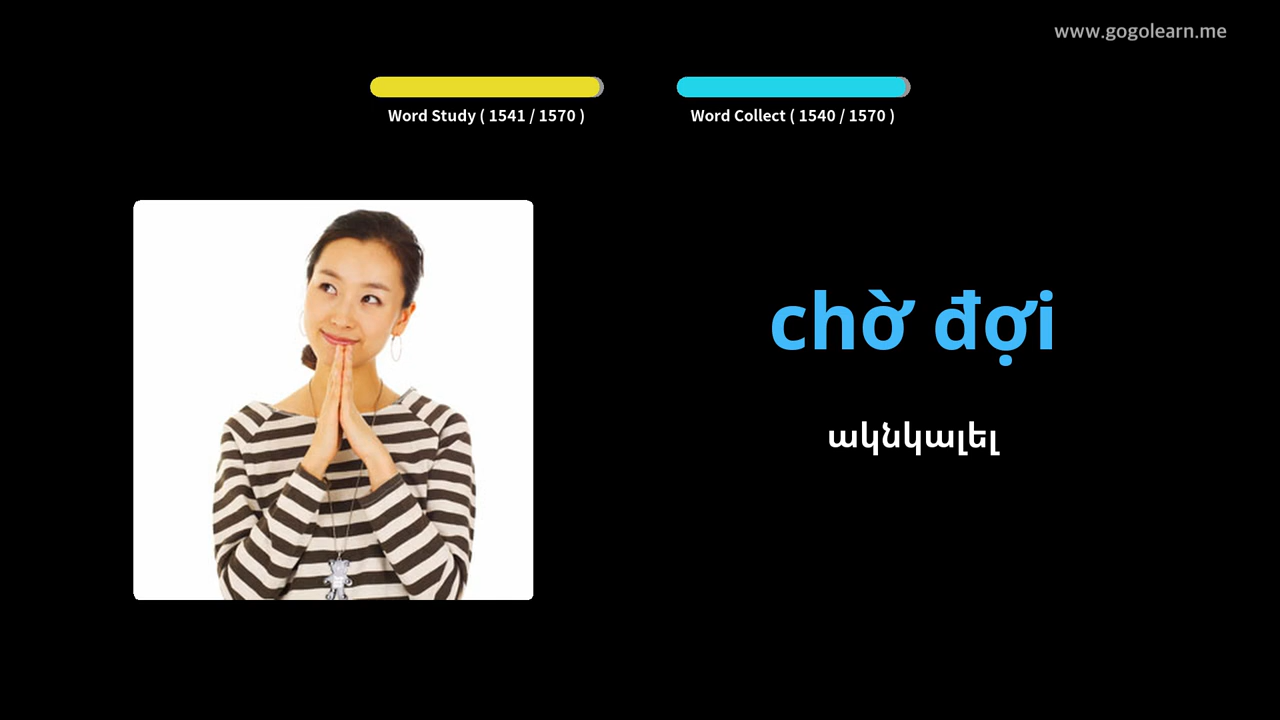 www.gogolearn.me
Word Study ( 1541 / 1570 )
Word Collect ( 1540 / 1570 )
chờ đợi
ակնկալել